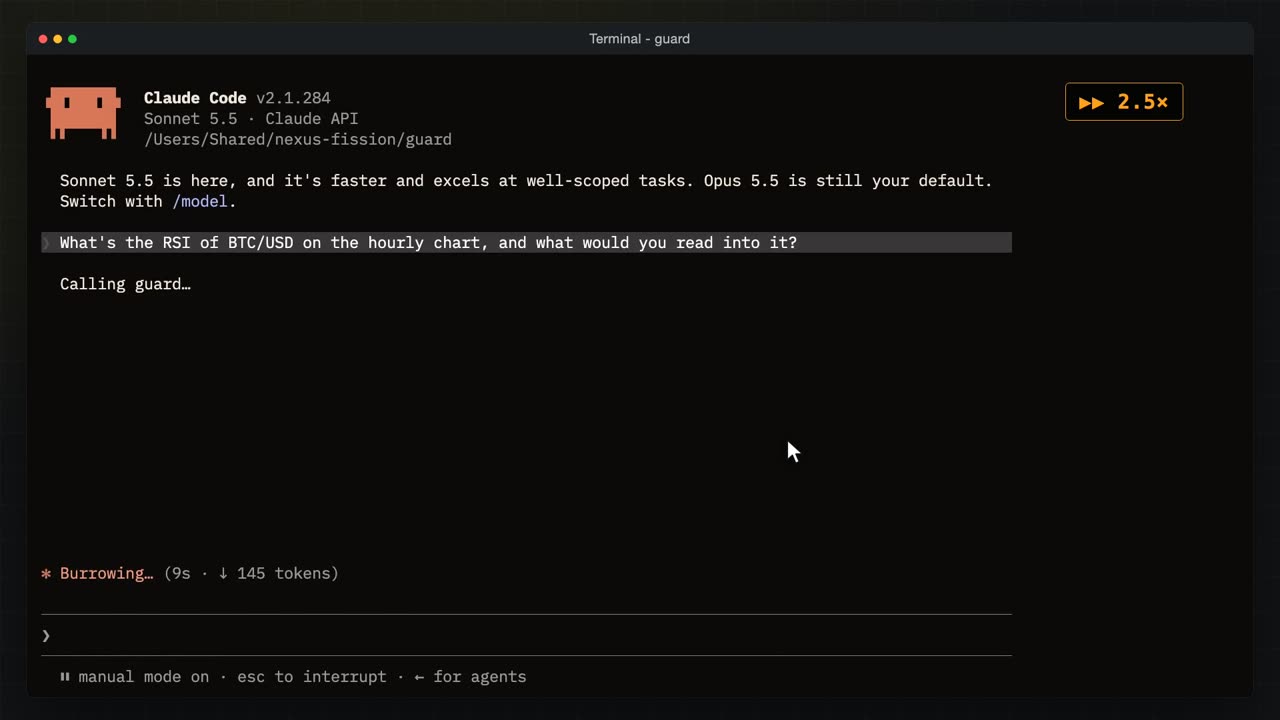 Terminal - guard
Claude Code v2.1.284
▶▶ 2.5×
Sonnet 5.5 · Claude API
/Users/Shared/nexus-fission/guard
Sonnet 5.5 is here, and it's faster and excels at well-scoped tasks. Opus 5.5 is still your default.
Switch with /model.
❯ What's the RSI of BTC/USD on the hourly chart, and what would you read into it?
Calling guard…
* Burrowing… (9s · ↓ 145 tokens)
❯
⏸ manual mode on · esc to interrupt · ← for agents